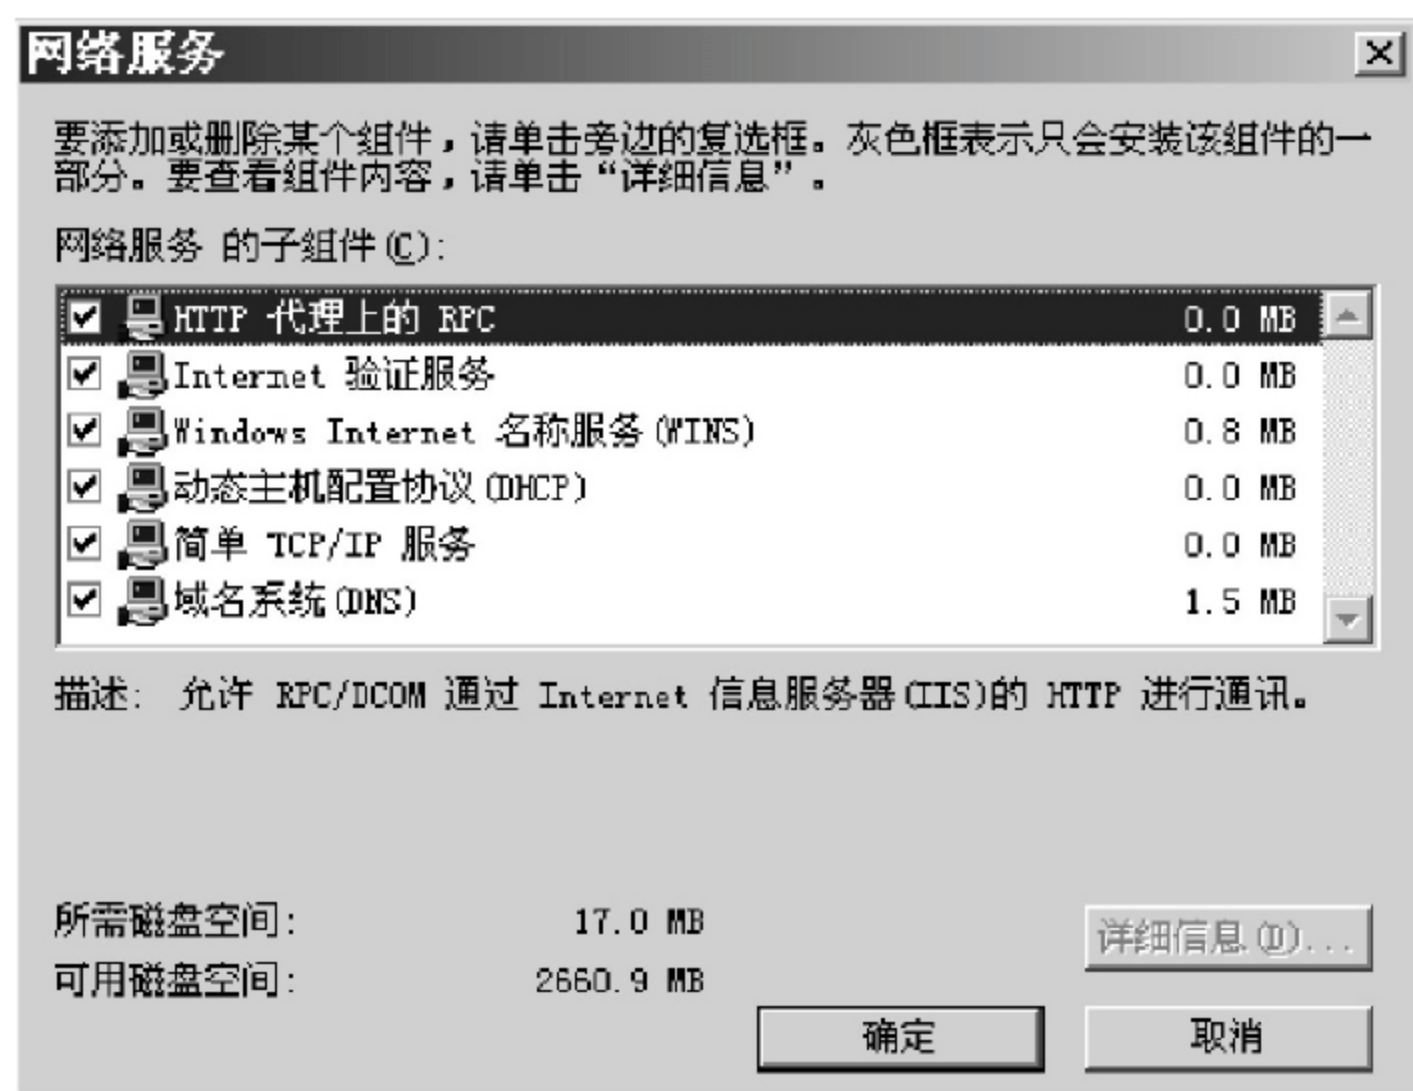 网络服务
要添加或删除某个组件，请单击旁边的复选框。灰色框表示只会安装该组件的一
部分。要查看组件内容，请单击“详细信息”。
网络服务 的子组件(C):
HTTP 代理上的 RPC 0.0 MB
Internet 验证服务 0.0 MB
Windows Internet 名称服务(WINS) 0.8 MB
动态主机配置协议(DHCP) 0.0 MB
简单 TCP/IP 服务 0.0 MB
域名系统(DNS) 1.5 MB
描述: 允许 RPC/DCOM 通过 Internet 信息服务器(IIS)的 HTTP 进行通讯。
所需磁盘空间: 17.0 MB
详细信息(D)...
可用磁盘空间: 2660.9 MB
确定 取消